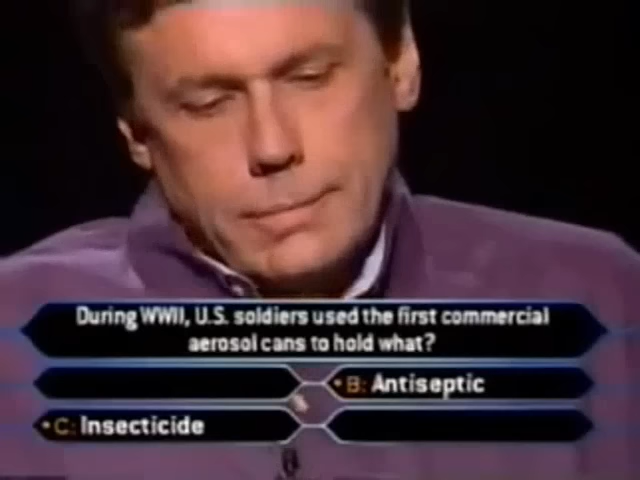 During WWII, U.S. soldiers used the first commercial
aerosol cans to hold what?
B: Antiseptic
C: Insecticide